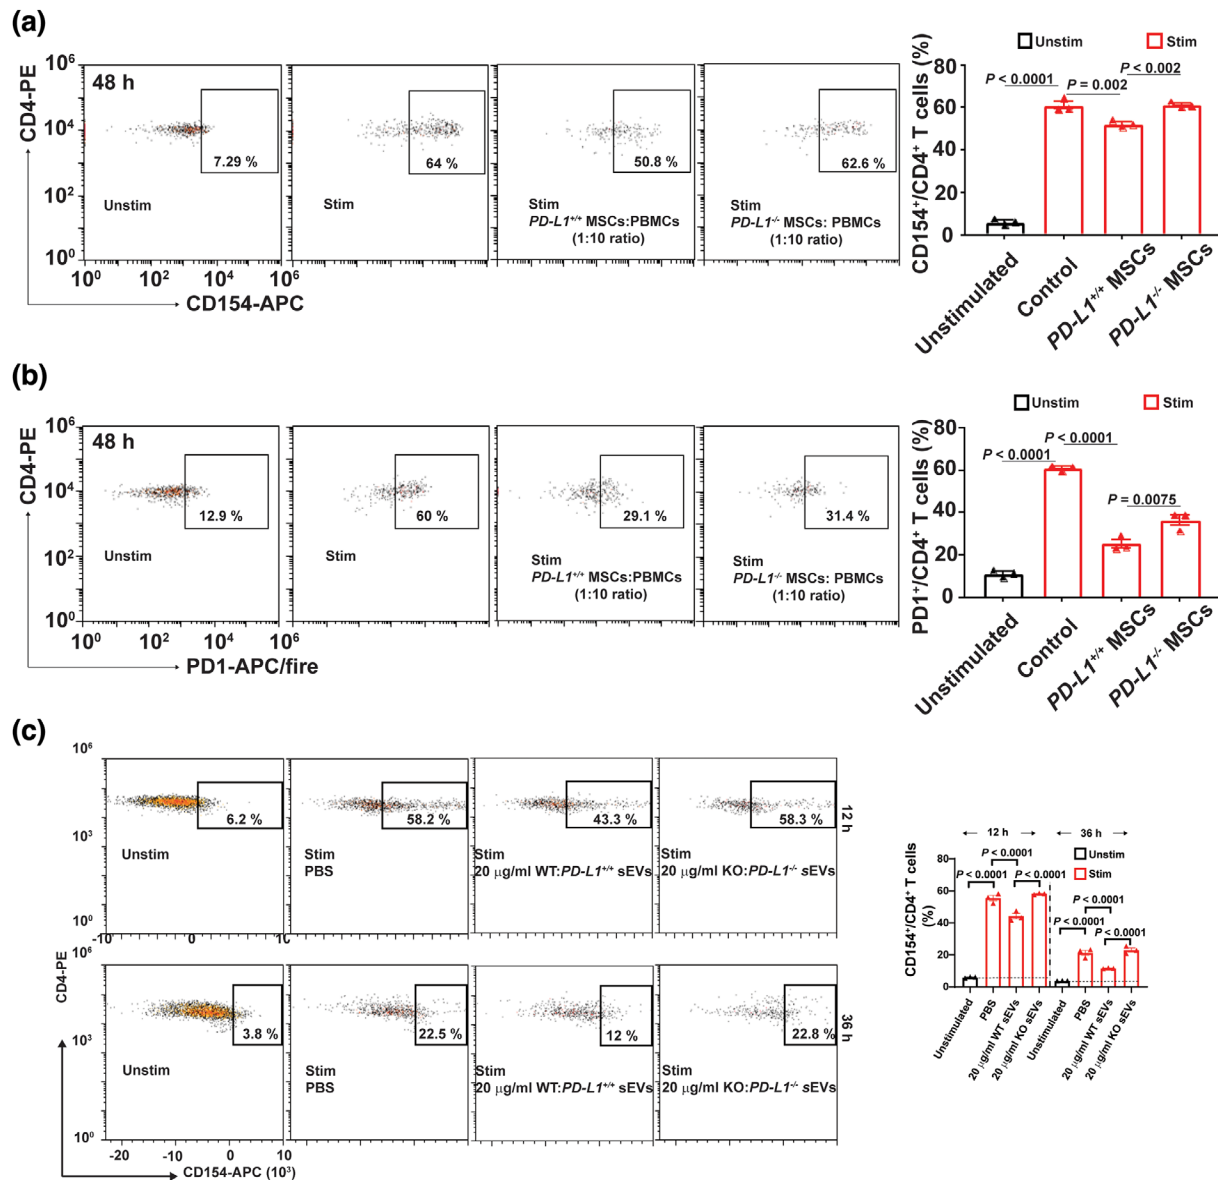 (a)
CD4-PE
10⁶
10⁴
10²
10⁰
48 h
7.29 %
Unstim
64 %
Stim
50.8 %
Stim
PD-L1⁺/⁺ MSCs:PBMCs
(1:10 ratio)
62.6 %
Stim
PD-L1⁻/⁻ MSCs: PBMCs
(1:10 ratio)
10⁰ 10² 10⁴ 10⁶
CD154-APC
Unstim Stim
CD154⁺/CD4⁺ T cells (%)
80
60
40
20
0
P < 0.0001
P = 0.002
P < 0.002
Unstimulated
Control
PD-L1⁺/⁺ MSCs
PD-L1⁻/⁻ MSCs
(b)
CD4-PE
10⁶
10⁴
10²
10⁰
48 h
12.9 %
Unstim
60 %
Stim
29.1 %
Stim
PD-L1⁺/⁺ MSCs:PBMCs
(1:10 ratio)
31.4 %
Stim
PD-L1⁻/⁻ MSCs: PBMCs
(1:10 ratio)
10⁰ 10² 10⁴ 10⁶
PD1-APC/fire
Unstim Stim
PD1⁺/CD4⁺ T cells (%)
80
60
40
20
0
P < 0.0001
P < 0.0001
P = 0.0075
Unstimulated
Control
PD-L1⁺/⁺ MSCs
PD-L1⁻/⁻ MSCs
(c)
10⁶
10³
10⁰
6.2 %
Unstim
58.2 %
Stim
PBS
43.3 %
Stim
20 µg/ml WT:PD-L1⁺/⁺ sEVs
58.3 %
Stim
20 µg/ml KO:PD-L1⁻/⁻ sEVs
12 h
-10 0 10
CD4-PE
10⁶
10³
10⁰
3.8 %
Unstim
22.5 %
Stim
PBS
12 %
Stim
20 µg/ml WT:PD-L1⁺/⁺ sEVs
22.8 %
Stim
20 µg/ml KO:PD-L1⁻/⁻ sEVs
36 h
-20 -10 0 10
CD154-APC (10³)
12 h 36 h
Unstim
Stim
CD154⁺/CD4⁺ T cells
(%)
80
60
40
20
0
P < 0.0001
P < 0.0001
P < 0.0001
P < 0.0001
P < 0.0001
P < 0.0001
Unstimulated
PBS
20 µg/ml WT sEVs
20 µg/ml KO sEVs
Unstimulated
PBS
20 µg/ml WT sEVs
20 µg/ml KO sEVs